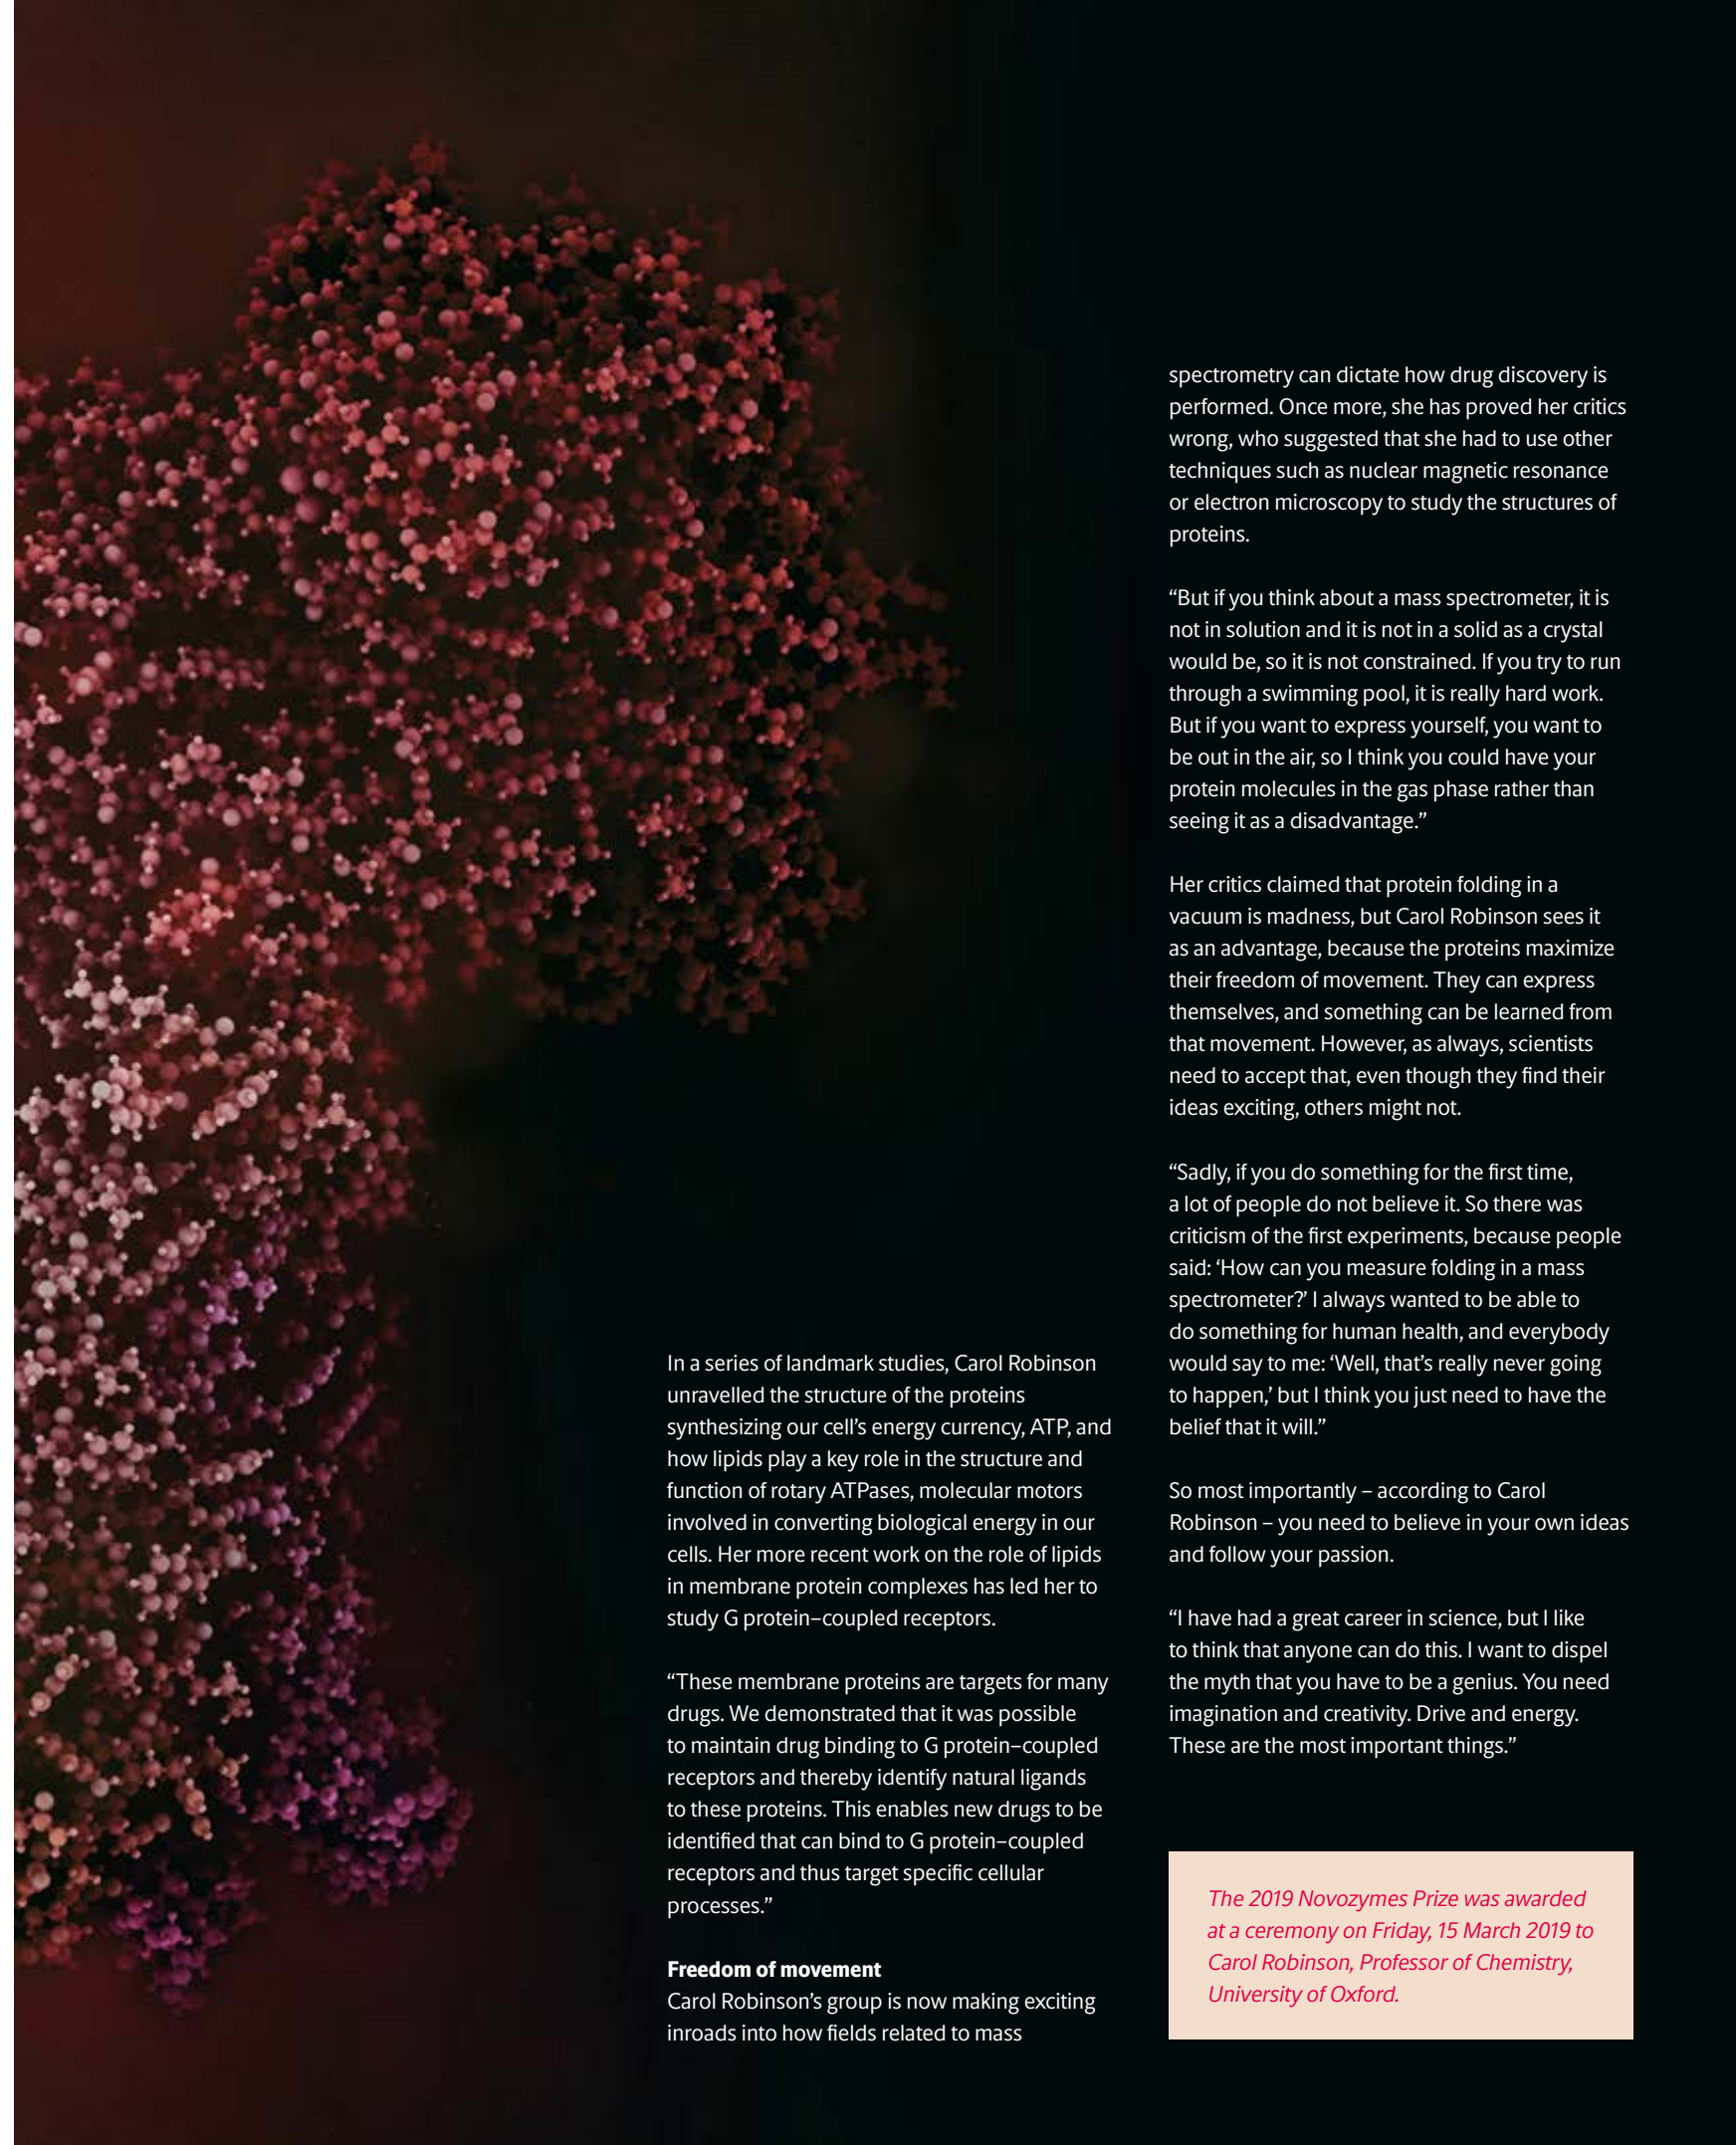 In a series of landmark studies, Carol Robinson
unravelled the structure of the proteins
synthesizing our cell’s energy currency, ATP, and
how lipids play a key role in the structure and
function of rotary ATPases, molecular motors
involved in converting biological energy in our
cells. Her more recent work on the role of lipids
in membrane protein complexes has led her to
study G protein–coupled receptors.
“These membrane proteins are targets for many
drugs. We demonstrated that it was possible
to maintain drug binding to G protein–coupled
receptors and thereby identify natural ligands
to these proteins. This enables new drugs to be
identified that can bind to G protein–coupled
receptors and thus target specific cellular
processes.”
Freedom of movement
Carol Robinson’s group is now making exciting
inroads into how fields related to mass
spectrometry can dictate how drug discovery is
performed. Once more, she has proved her critics
wrong, who suggested that she had to use other
techniques such as nuclear magnetic resonance
or electron microscopy to study the structures of
proteins.
“But if you think about a mass spectrometer, it is
not in solution and it is not in a solid as a crystal
would be, so it is not constrained. If you try to run
through a swimming pool, it is really hard work.
But if you want to express yourself, you want to
be out in the air, so I think you could have your
protein molecules in the gas phase rather than
seeing it as a disadvantage.”
Her critics claimed that protein folding in a
vacuum is madness, but Carol Robinson sees it
as an advantage, because the proteins maximize
their freedom of movement. They can express
themselves, and something can be learned from
that movement. However, as always, scientists
need to accept that, even though they find their
ideas exciting, others might not.
“Sadly, if you do something for the first time,
a lot of people do not believe it. So there was
criticism of the first experiments, because people
said: ‘How can you measure folding in a mass
spectrometer?’ I always wanted to be able to
do something for human health, and everybody
would say to me: ‘Well, that’s really never going
to happen,’ but I think you just need to have the
belief that it will.”
So most importantly – according to Carol
Robinson – you need to believe in your own ideas
and follow your passion.
“I have had a great career in science, but I like
to think that anyone can do this. I want to dispel
the myth that you have to be a genius. You need
imagination and creativity. Drive and energy.
These are the most important things.”
The 2019 Novozymes Prize was awarded
at a ceremony on Friday, 15 March 2019 to
Carol Robinson, Professor of Chemistry,
University of Oxford.